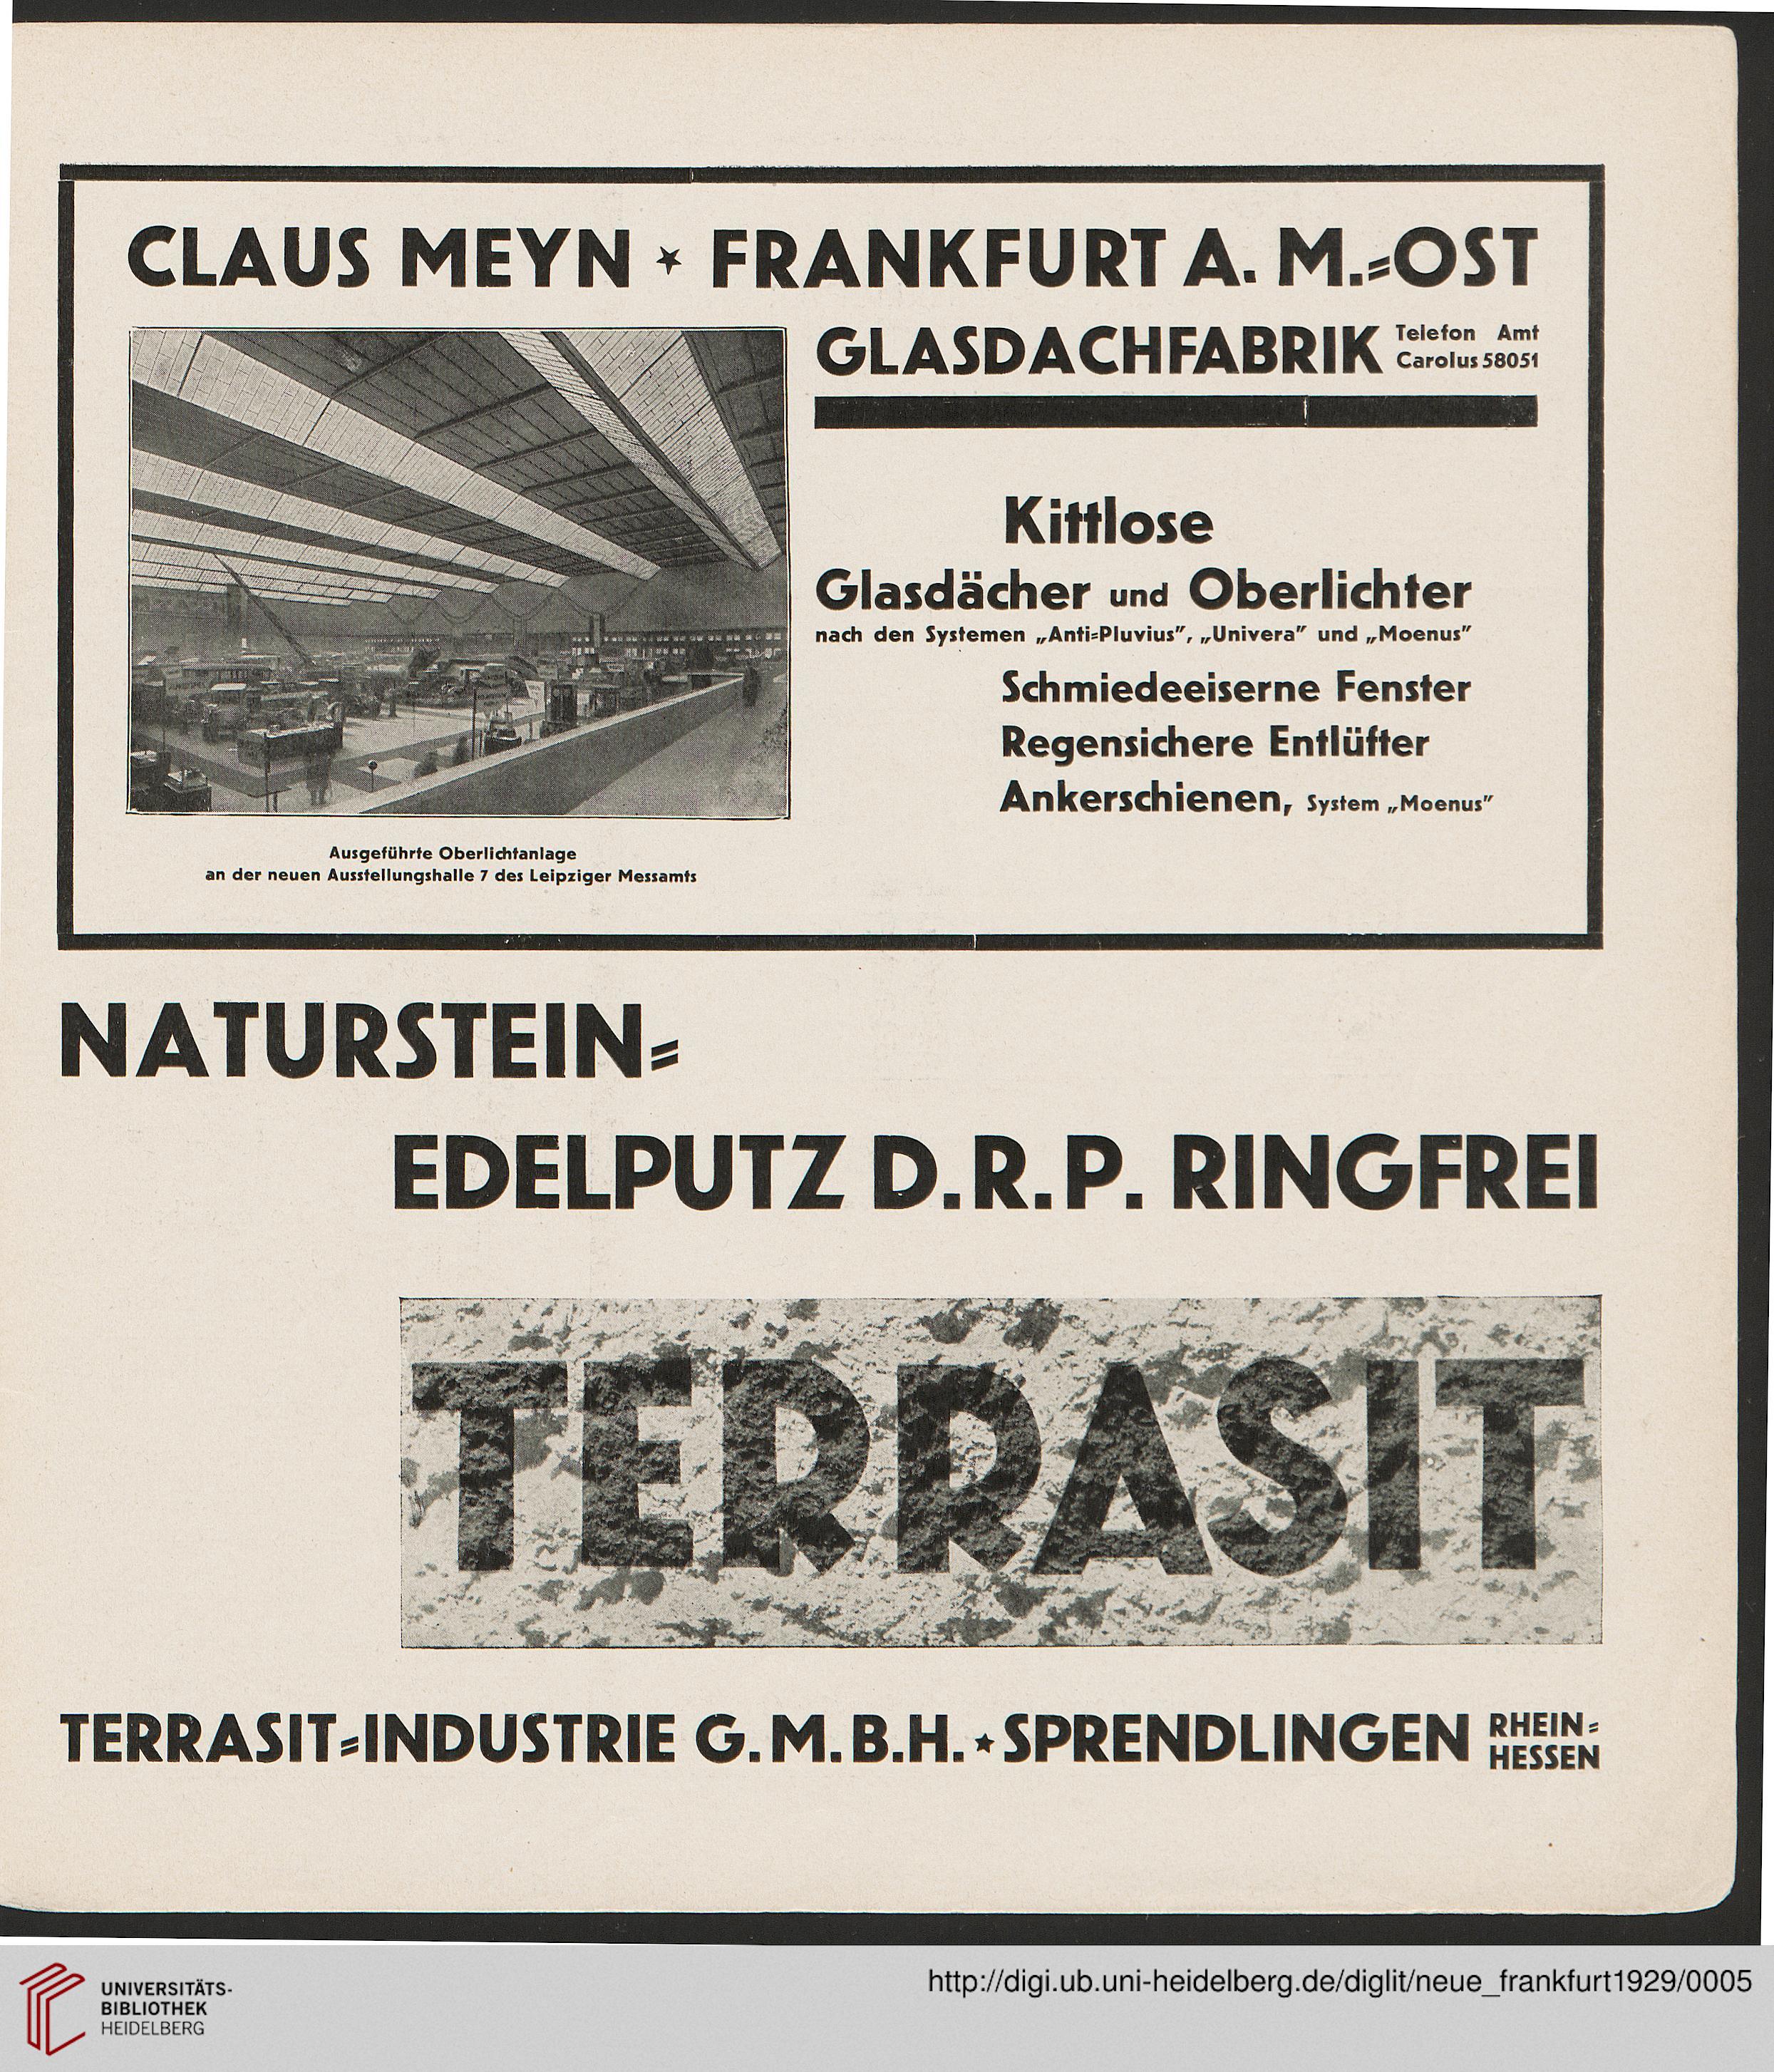 CLAUS MEYN ★ FRANKFURT A. M.=OST
GLASDACHFABRIK
Telefon Amt
Carolus 58051
Kittlose
Glasdächer und Oberlichter
nach den Systemen „Anti=Pluvius”, „Univera” und „Moenus”
Schmiedeeiserne Fenster
Regensichere Entlüfter
Ankerschienen, System „Moenus”
Ausgeführte Oberlichtanlage
an der neuen Ausstellungshalle 7 des Leipziger Messamts
NATURSTEIN=
EDELPUTZ D.R.P. RINGFREI
TERRASIT
TERRASIT=INDUSTRIE G.M.B.H. ★ SPRENDLINGEN
RHEIN=
HESSEN
UNIVERSITÄTS-
BIBLIOTHEK
HEIDELBERG
http://digi.ub.uni-heidelberg.de/diglit/neue_frankfurt1929/0005